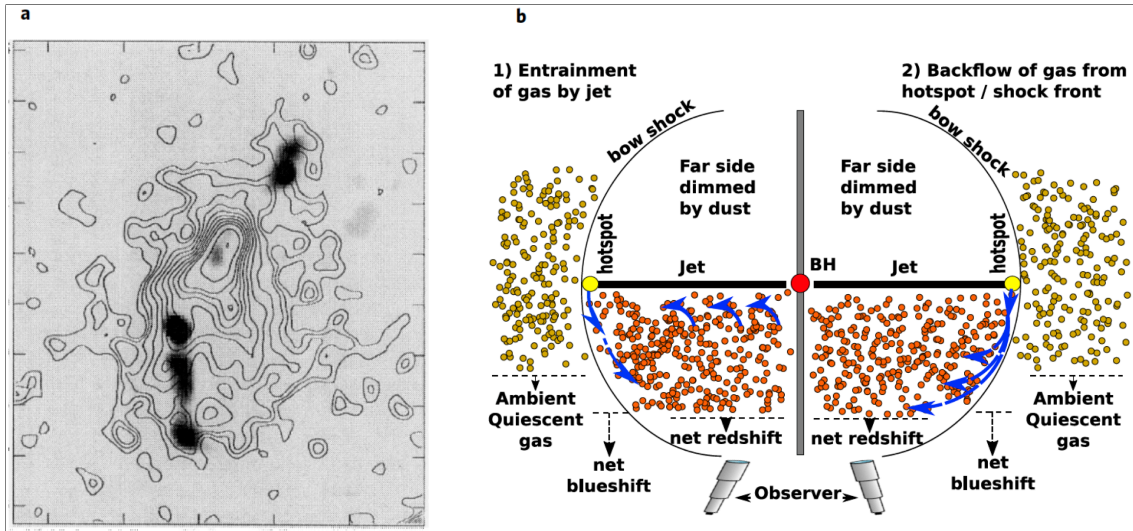 a
b
1) Entrainment
of gas by jet
2) Backflow of gas from
hotspot / shock front
bow shock
bow shock
Far side
dimmed
by dust
Far side
dimmed
by dust
hotspot
hotspot
Jet
BH
Jet
Ambient
Quiescent
gas
net redshift
net redshift
Ambient
Quiescent
gas
net
blueshift
net
blueshift
Observer